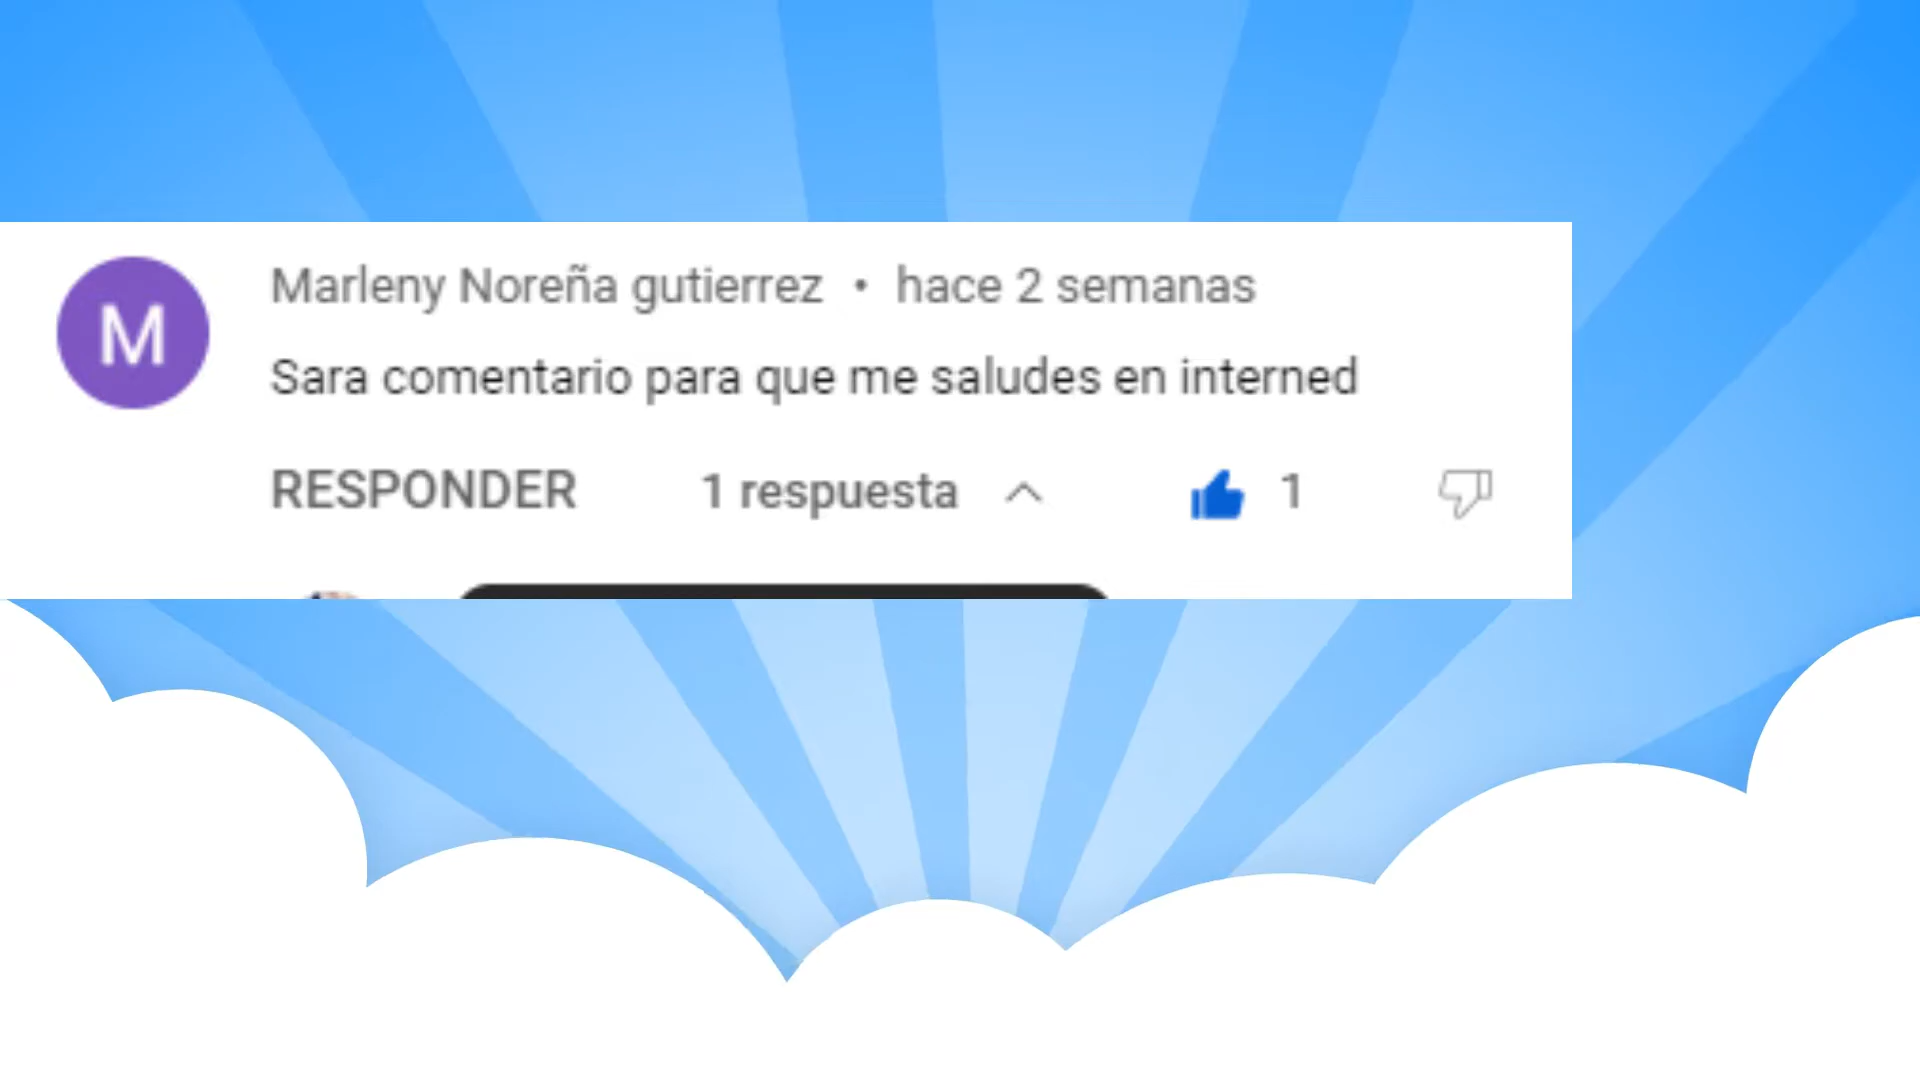 M
Marleny Noreña gutierrez • hace 2 semanas
Sara comentario para que me saludes en interned
RESPONDER 1 respuesta 1